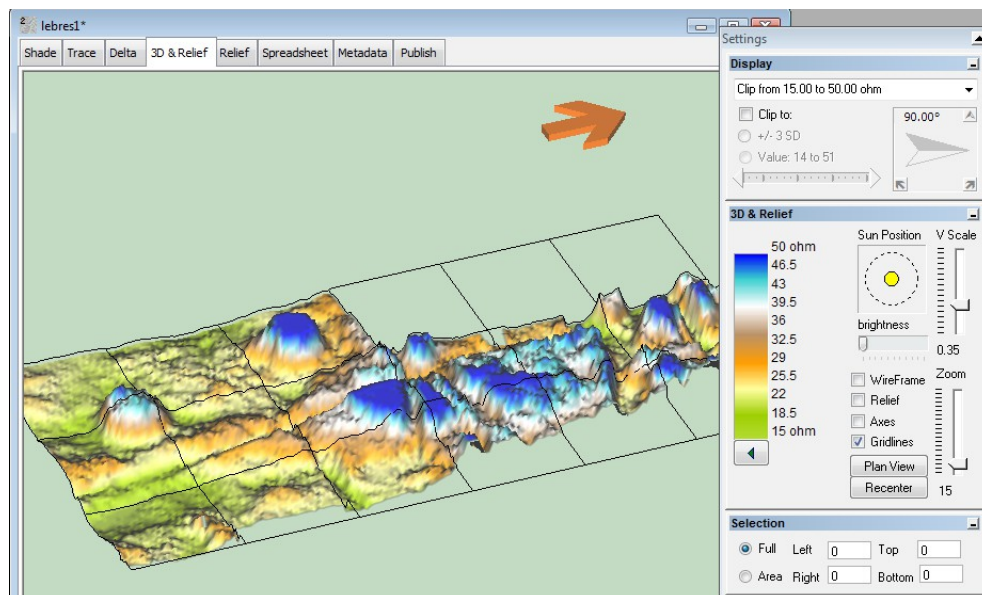 2
lebres1*
Shade Trace Delta 3D & Relief Relief Spreadsheet Metadata Publish
Settings
Display
Clip from 15.00 to 50.00 ohm
Clip to:
90.00°
+/- 3 SD
Value: 14 to 51
3D & Relief
Sun Position V Scale
50 ohm
46.5
43
39.5
36
32.5
29
25.5
22
18.5
15 ohm
brightness
0.35
Zoom
WireFrame
Relief
Axes
Gridlines
Plan View
Recenter
15
Selection
Full Left 0 Top 0
Area Right 0 Bottom 0